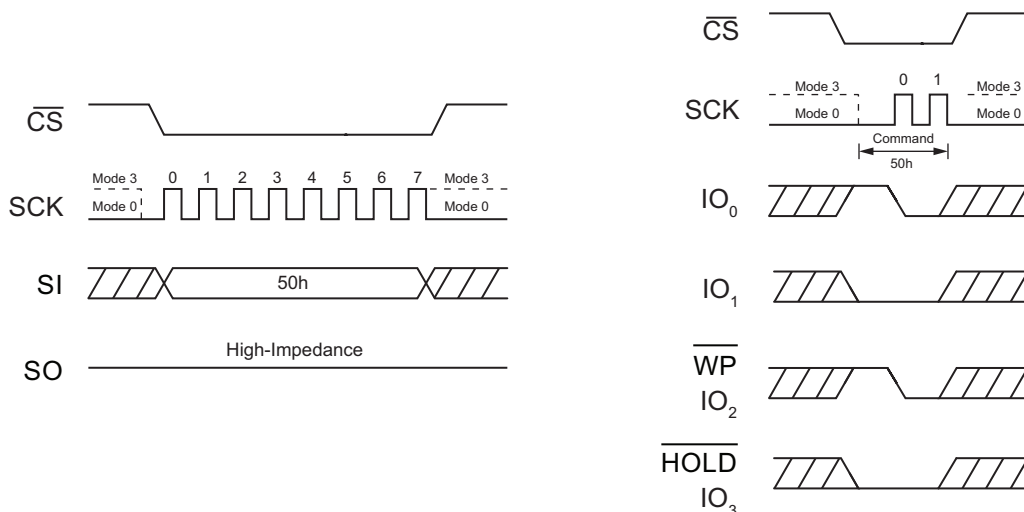 CS
SCK
Mode 3
Mode 0
0 1 2 3 4 5 6 7
Mode 3
Mode 0
SI
50h
SO
High-Impedance
CS
SCK
Mode 3
Mode 0
0 1
Mode 3
Mode 0
Command
50h
IO0
IO1
WP
IO2
HOLD
IO3